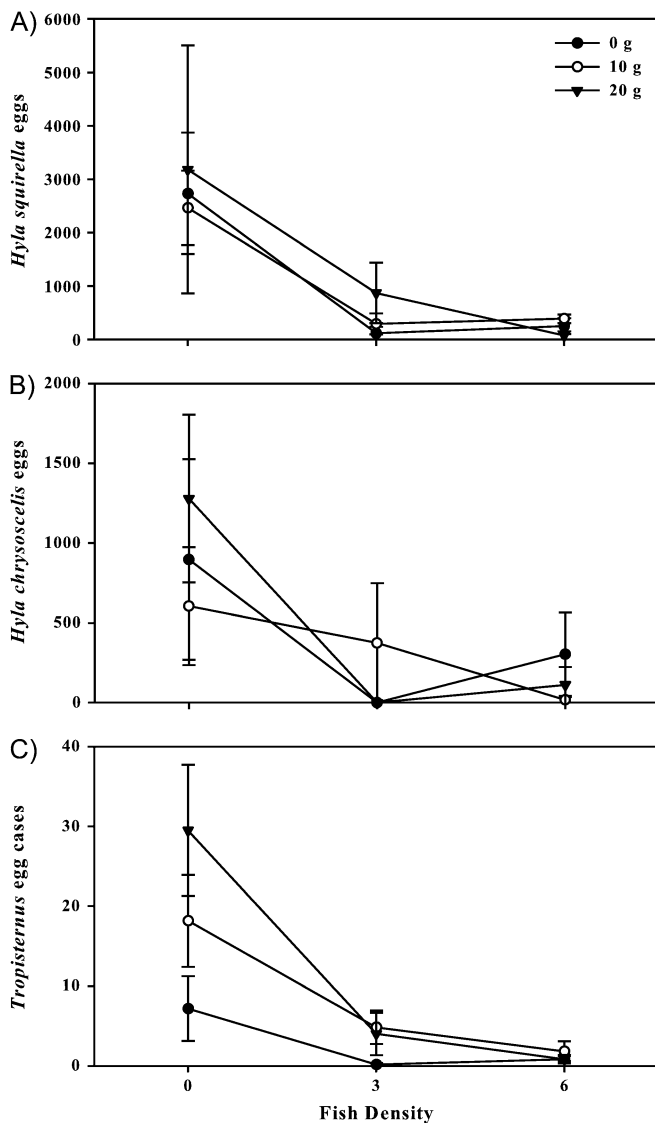 A)
6000
5000
4000
3000
2000
1000
0
Hyla squirella eggs
0 g
10 g
20 g
B)
2000
1500
1000
500
0
Hyla chrysoscelis eggs
C)
40
30
20
10
0
Tropisternus egg cases
0 3 6
Fish Density